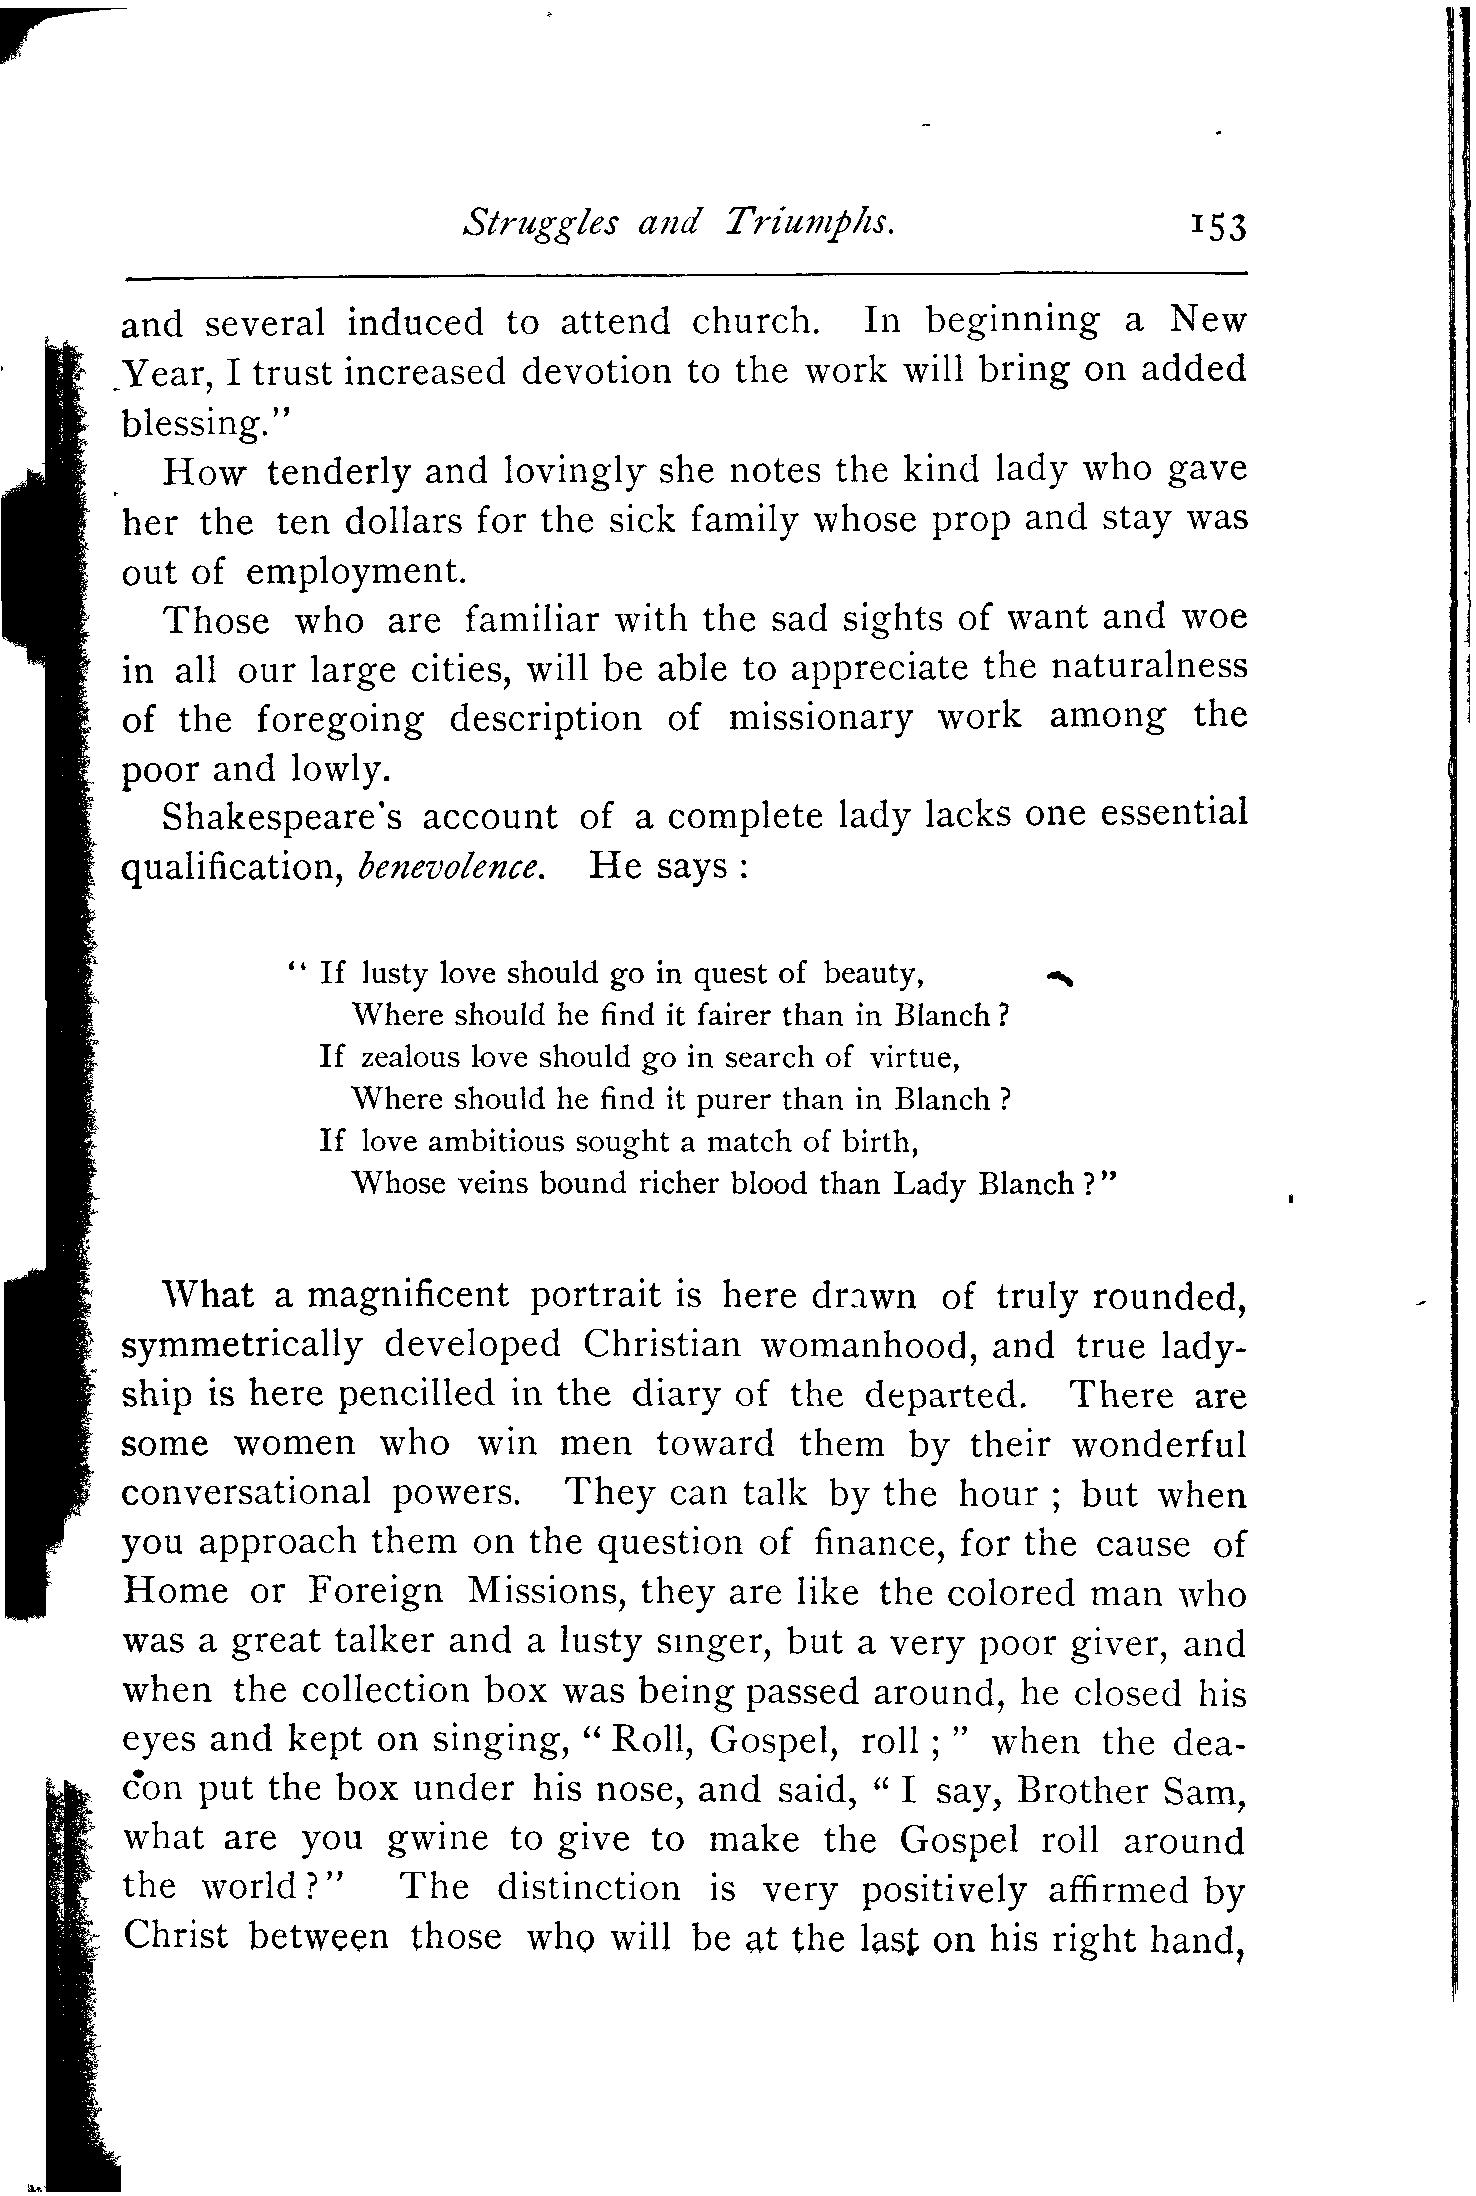 Struggles and Triumphs. 153
and several induced to attend church. In beginning a New
Year, I trust increased devotion to the work will bring on added
blessing."
How tenderly and lovingly she notes the kind lady who gave
her the ten dollars for the sick family whose prop and stay was
out of employment.
Those who are familiar with the sad sights of want and woe
in all our large cities, will be able to appreciate the naturalness
of the foregoing description of missionary work among the
poor and lowly.
Shakespeare's account of a complete lady lacks one essential
qualification, benevolence. He says :
" If lusty love should go in quest of beauty,
Where should he find it fairer than in Blanch ?
If zealous love should go in search of virtue,
Where should he find it purer than in Blanch ?
If love ambitious sought a match of birth,
Whose veins bound richer blood than Lady Blanch ?"
What a magnificent portrait is here drawn of truly rounded,
symmetrically developed Christian womanhood, and true lady-
ship is here pencilled in the diary of the departed. There are
some women who win men toward them by their wonderful
conversational powers. They can talk by the hour ; but when
you approach them on the question of finance, for the cause of
Home or Foreign Missions, they are like the colored man who
was a great talker and a lusty singer, but a very poor giver, and
when the collection box was being passed around, he closed his
eyes and kept on singing, " Roll, Gospel, roll ; " when the dea-
con put the box under his nose, and said, " I say, Brother Sam,
what are you gwine to give to make the Gospel roll around
the world ?" The distinction is very positively affirmed by
Christ between those who will be at the last on his right hand,